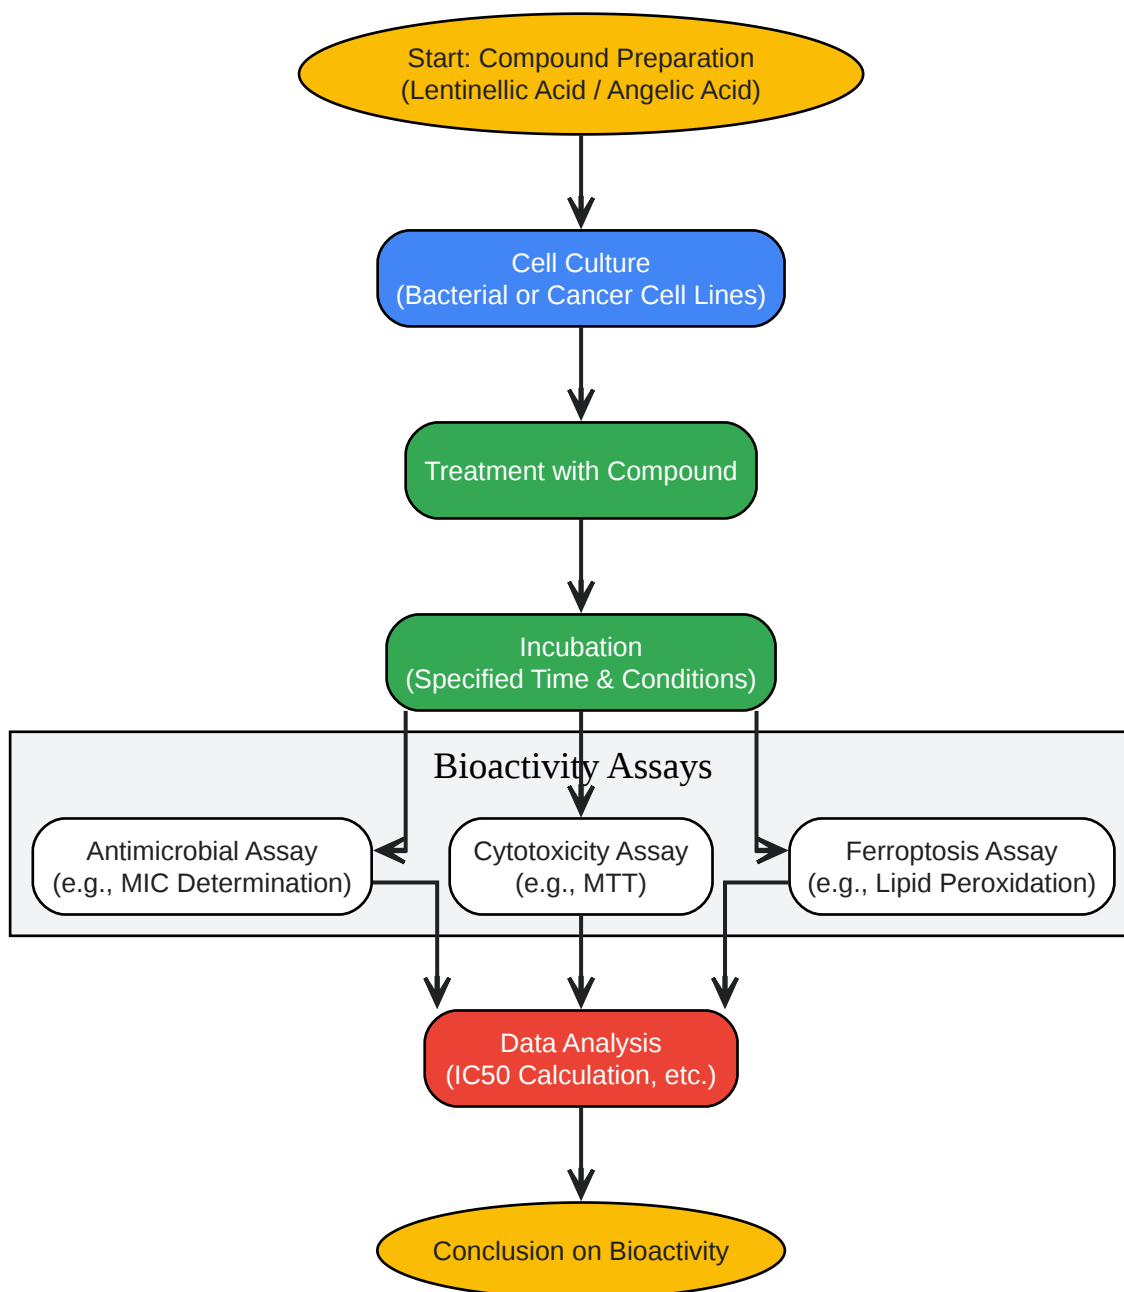 Start: Compound Preparation
(Lentinellic Acid / Angelic Acid)
Cell Culture
(Bacterial or Cancer Cell Lines)
Treatment with Compound
Incubation
(Specified Time & Conditions)
Bioactivity Assays
Antimicrobial Assay
(e.g., MIC Determination)
Cytotoxicity Assay
(e.g., MTT)
Ferroptosis Assay
(e.g., Lipid Peroxidation)
Data Analysis
(IC50 Calculation, etc.)
Conclusion on Bioactivity